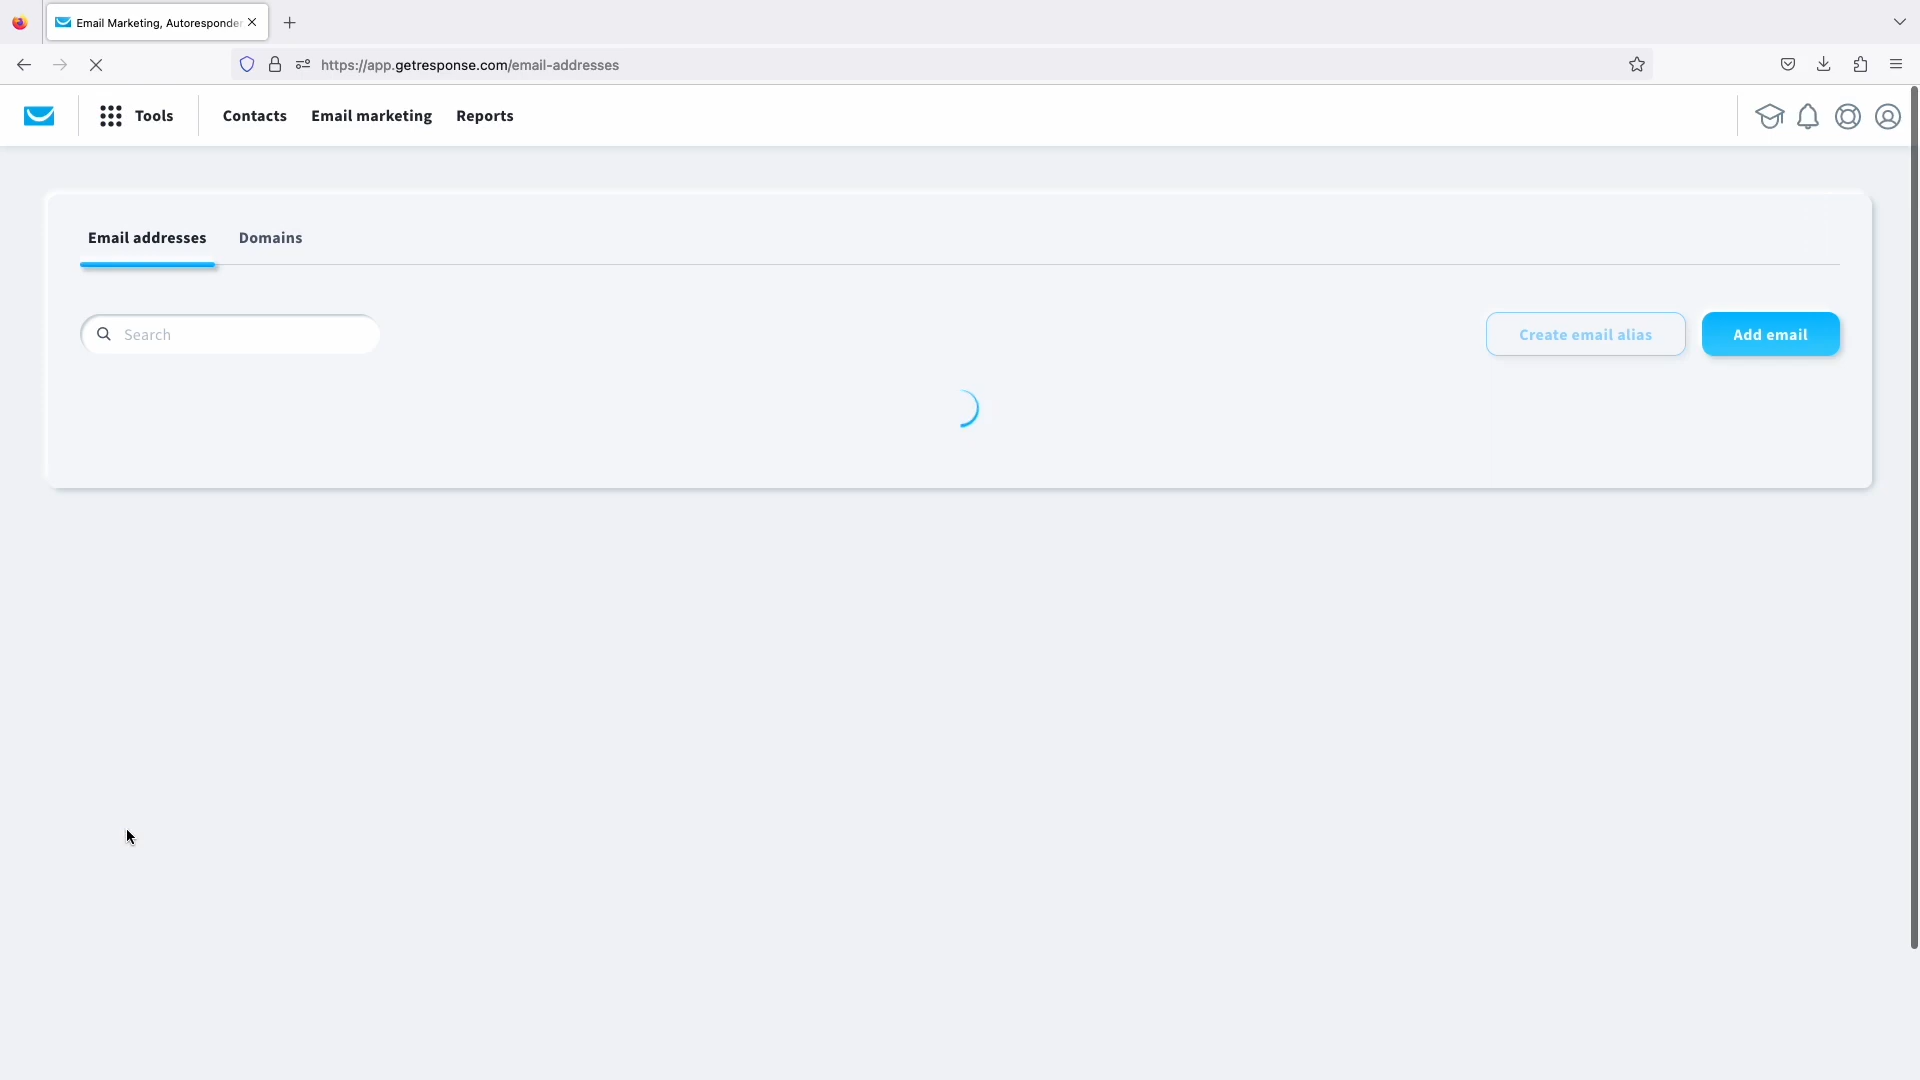 Email Marketing, Autoresponder
https://app.getresponse.com/email-addresses
Tools
Contacts
Email marketing
Reports
Email addresses
Domains
Search
Create email alias
Add email